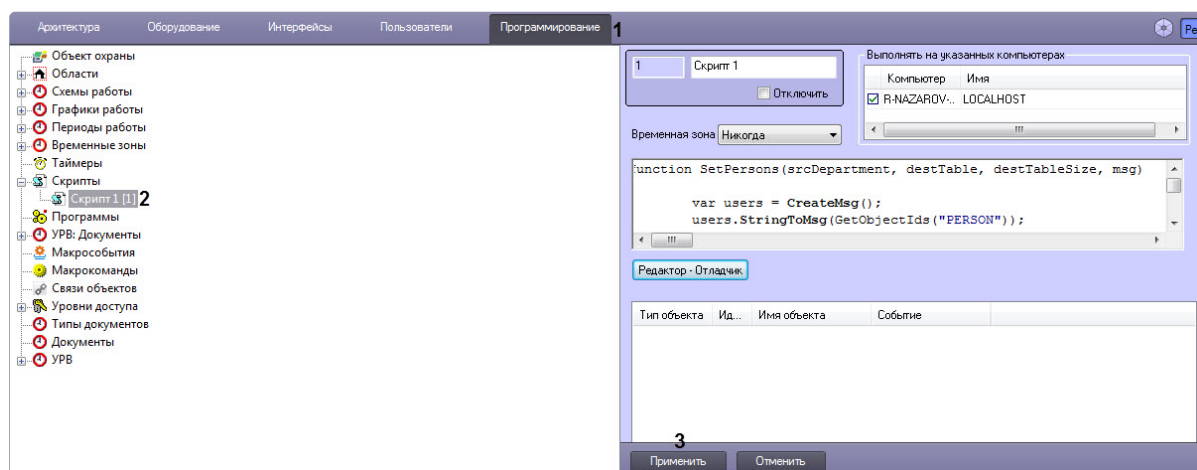 Архитектура Оборудование Интерфейсы Пользователи Программирование 1
Объект охраны
Области
Схемы работы
Графики работы
Периоды работы
Временные зоны
Таймеры
Скрипты
Скрипт 1 [1] 2
Программы
УРВ: Документы
Макрособытия
Макрокоманды
Связи объектов
Уровни доступа
Типы документов
Документы
УРВ
1 Скрипт 1
Отключить
Выполнять на указанных компьютерах
Компьютер Имя
R-NAZAROV-.. LOCALHOST
Временная зона Никогда
function SetPersons(srcDepartment, destTable, destTableSize, msg)
var users = CreateMsg();
users.StringToMsg(GetObjectIds("PERSON"));
Редактор - Отладчик
Тип объекта Ид... Имя объекта Событие
3
Применить Отменить